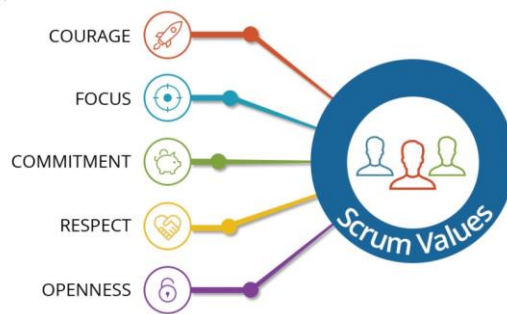 COURAGE
FOCUS
COMMITMENT
RESPECT
OPENNESS
Scrum Values